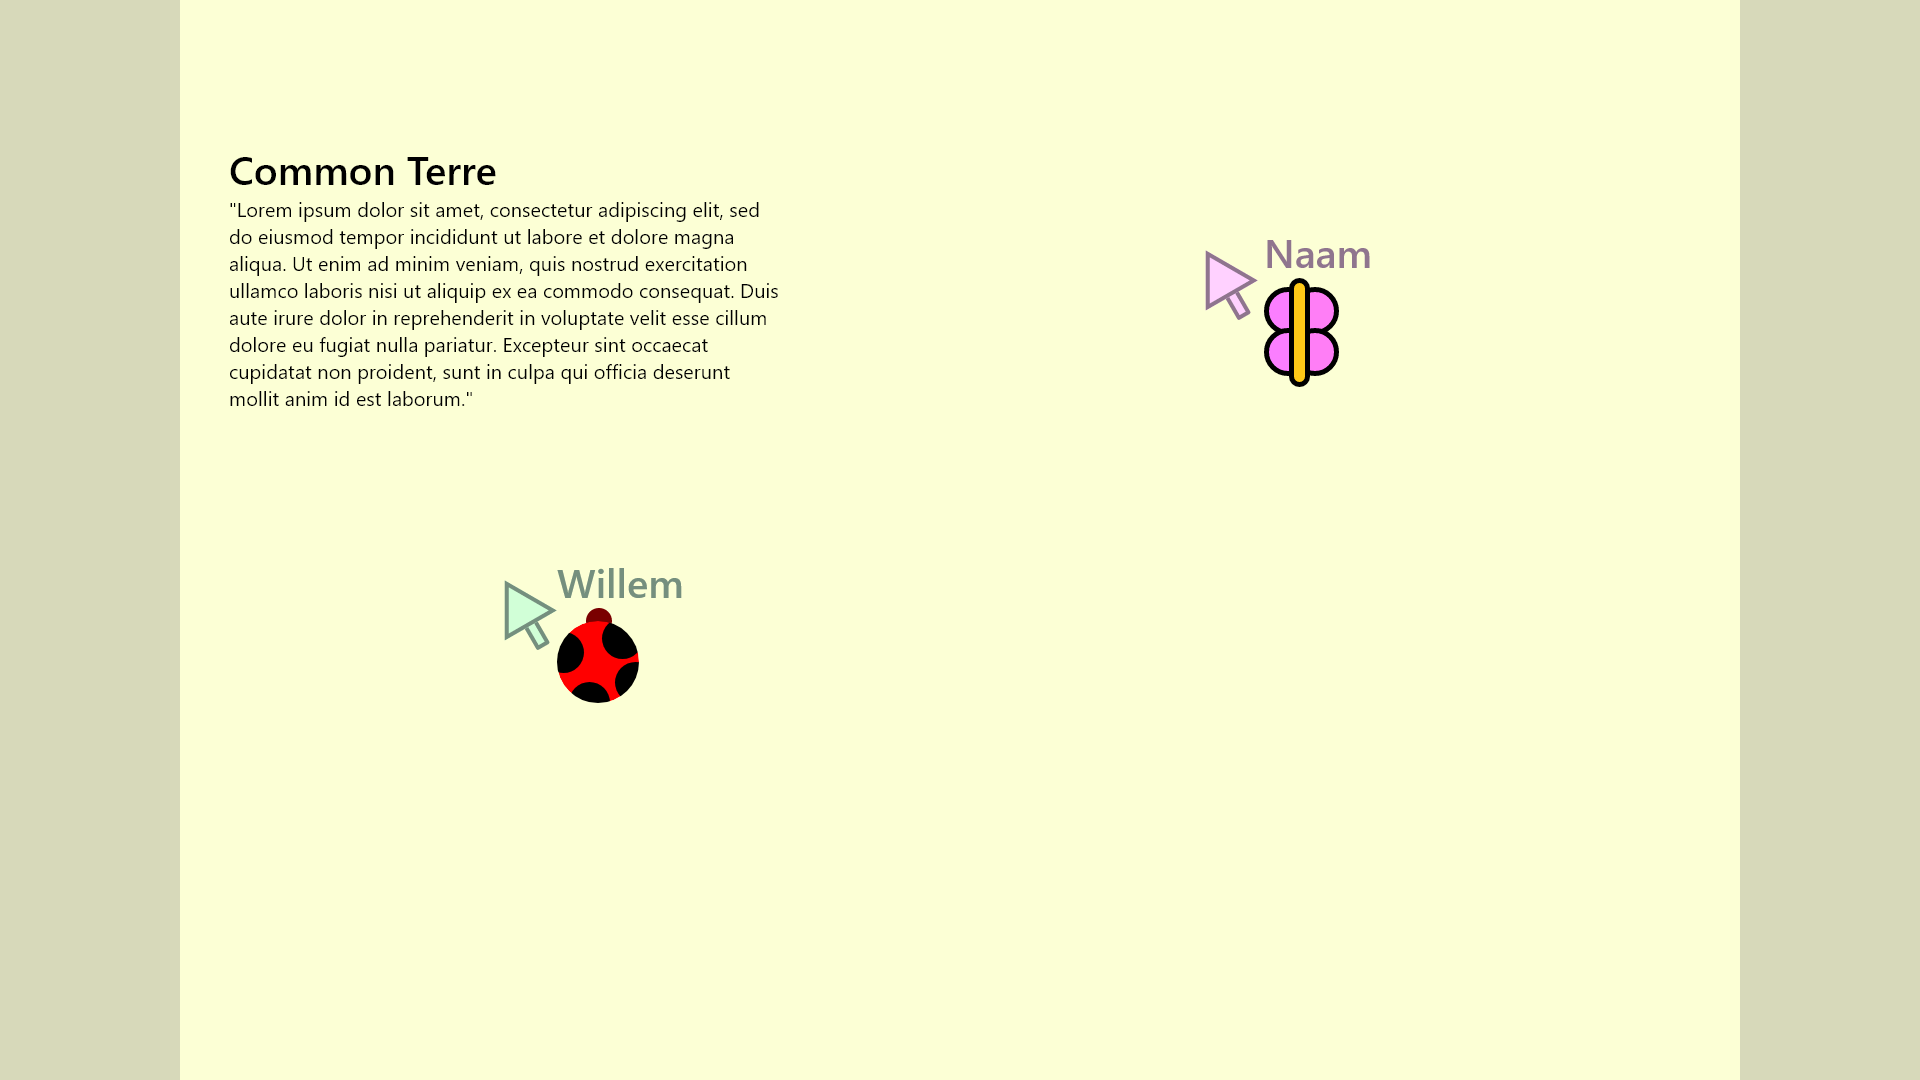 Common Terre
"Lorem ipsum dolor sit amet, consectetur adipiscing elit, sed
do eiusmod tempor incididunt ut labore et dolore magna
aliqua. Ut enim ad minim veniam, quis nostrud exercitation
ullamco laboris nisi ut aliquip ex ea commodo consequat. Duis
aute irure dolor in reprehenderit in voluptate velit esse cillum
dolore eu fugiat nulla pariatur. Excepteur sint occaecat
cupidatat non proident, sunt in culpa qui officia deserunt
mollit anim id est laborum."
Naam
Willem